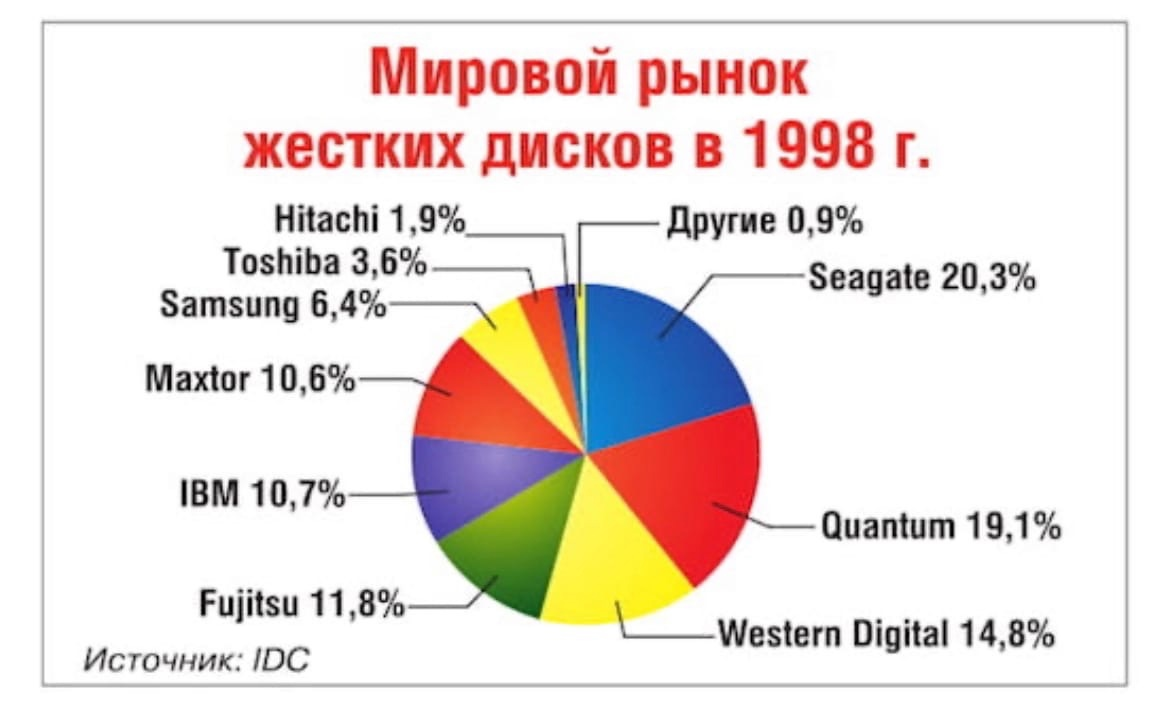 Мировой рынок
жестких дисков в 1998 г.
Hitachi 1,9%
Другие 0,9%
Toshiba 3,6%
Seagate 20,3%
Samsung 6,4%
Maxtor 10,6%
IBM 10,7%
Quantum 19,1%
Fujitsu 11,8%
Western Digital 14,8%
Источник: IDC